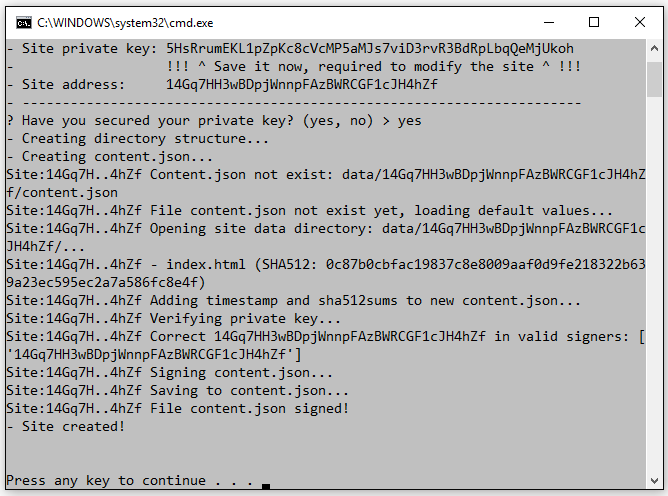 C:\WINDOWS\system32\cmd.exe
- Site private key: 5HsRrumEKL1pZpKc8cVcMP5aMJs7viD3rvR3BdRpLbqQeMjUkoh
-                   !!! ^ Save it now, required to modify the site ^ !!!
- Site address:     14Gq7HH3wBDpjWnnpFAzBWRCGF1cJH4hZf
- --------------------------------------------------------------
? Have you secured your private key? (yes, no) > yes
- Creating directory structure...
- Creating content.json...
Site:14Gq7H..4hZf Content.json not exist: data/14Gq7HH3wBDpjWnnpFAzBWRCGF1cJH4hZ
f/content.json
Site:14Gq7H..4hZf File content.json not exist yet, loading default values...
Site:14Gq7H..4hZf Opening site data directory: data/14Gq7HH3wBDpjWnnpFAzBWRCGF1c
JH4hZf/...
Site:14Gq7H..4hZf - index.html (SHA512: 0c87b0cbfac19837c8e8009aaf0d9fe218322b63
9a23ec595ec2a7a586fc8e4f)
Site:14Gq7H..4hZf Adding timestamp and sha512sums to new content.json...
Site:14Gq7H..4hZf Verifying private key...
Site:14Gq7H..4hZf Correct 14Gq7HH3wBDpjWnnpFAzBWRCGF1cJH4hZf in valid signers: [
'14Gq7HH3wBDpjWnnpFAzBWRCGF1cJH4hZf']
Site:14Gq7H..4hZf Signing content.json...
Site:14Gq7H..4hZf Saving to content.json...
Site:14Gq7H..4hZf File content.json signed!
- Site created!
Press any key to continue . . .